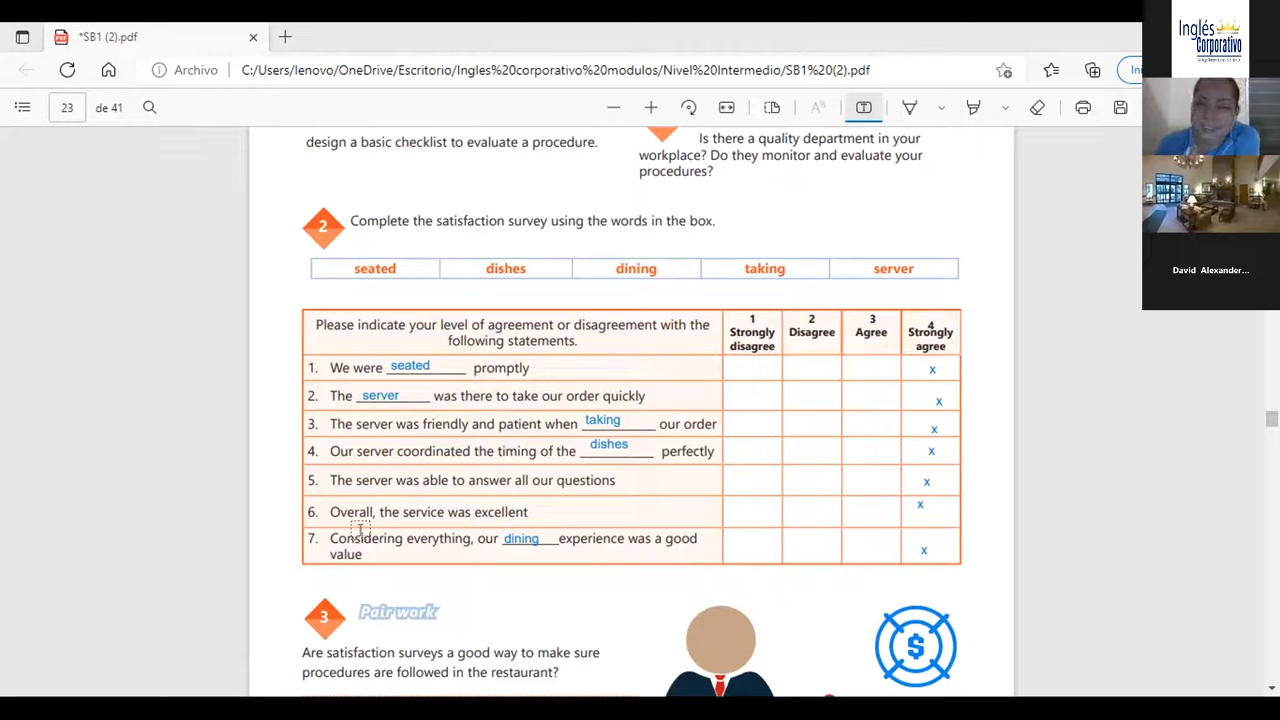 *SB1 (2).pdf
Archivo
C:/Users/lenovo/OneDrive/Escritorio/Ingles%20corporativo%20modulos/Nivel%20Intermedio/SB1%20(2).pdf
Ini
23 de 41
Inglés
Corporativo
David Alexander...
design a basic checklist to evaluate a procedure.
Is there a quality department in your
workplace? Do they monitor and evaluate your
procedures?
2 Complete the satisfaction survey using the words in the box.
seated dishes dining taking server
Please indicate your level of agreement or disagreement with the
following statements.
1
Strongly
disagree
2
Disagree
3
Agree
4
Strongly
agree
1. We were seated promptly x
2. The server was there to take our order quickly x
3. The server was friendly and patient when taking our order x
4. Our server coordinated the timing of the dishes perfectly x
5. The server was able to answer all our questions x
6. Overall, the service was excellent x
7. Considering everything, our dining experience was a good
value x
3 Pair work
Are satisfaction surveys a good way to make sure
procedures are followed in the restaurant?
$